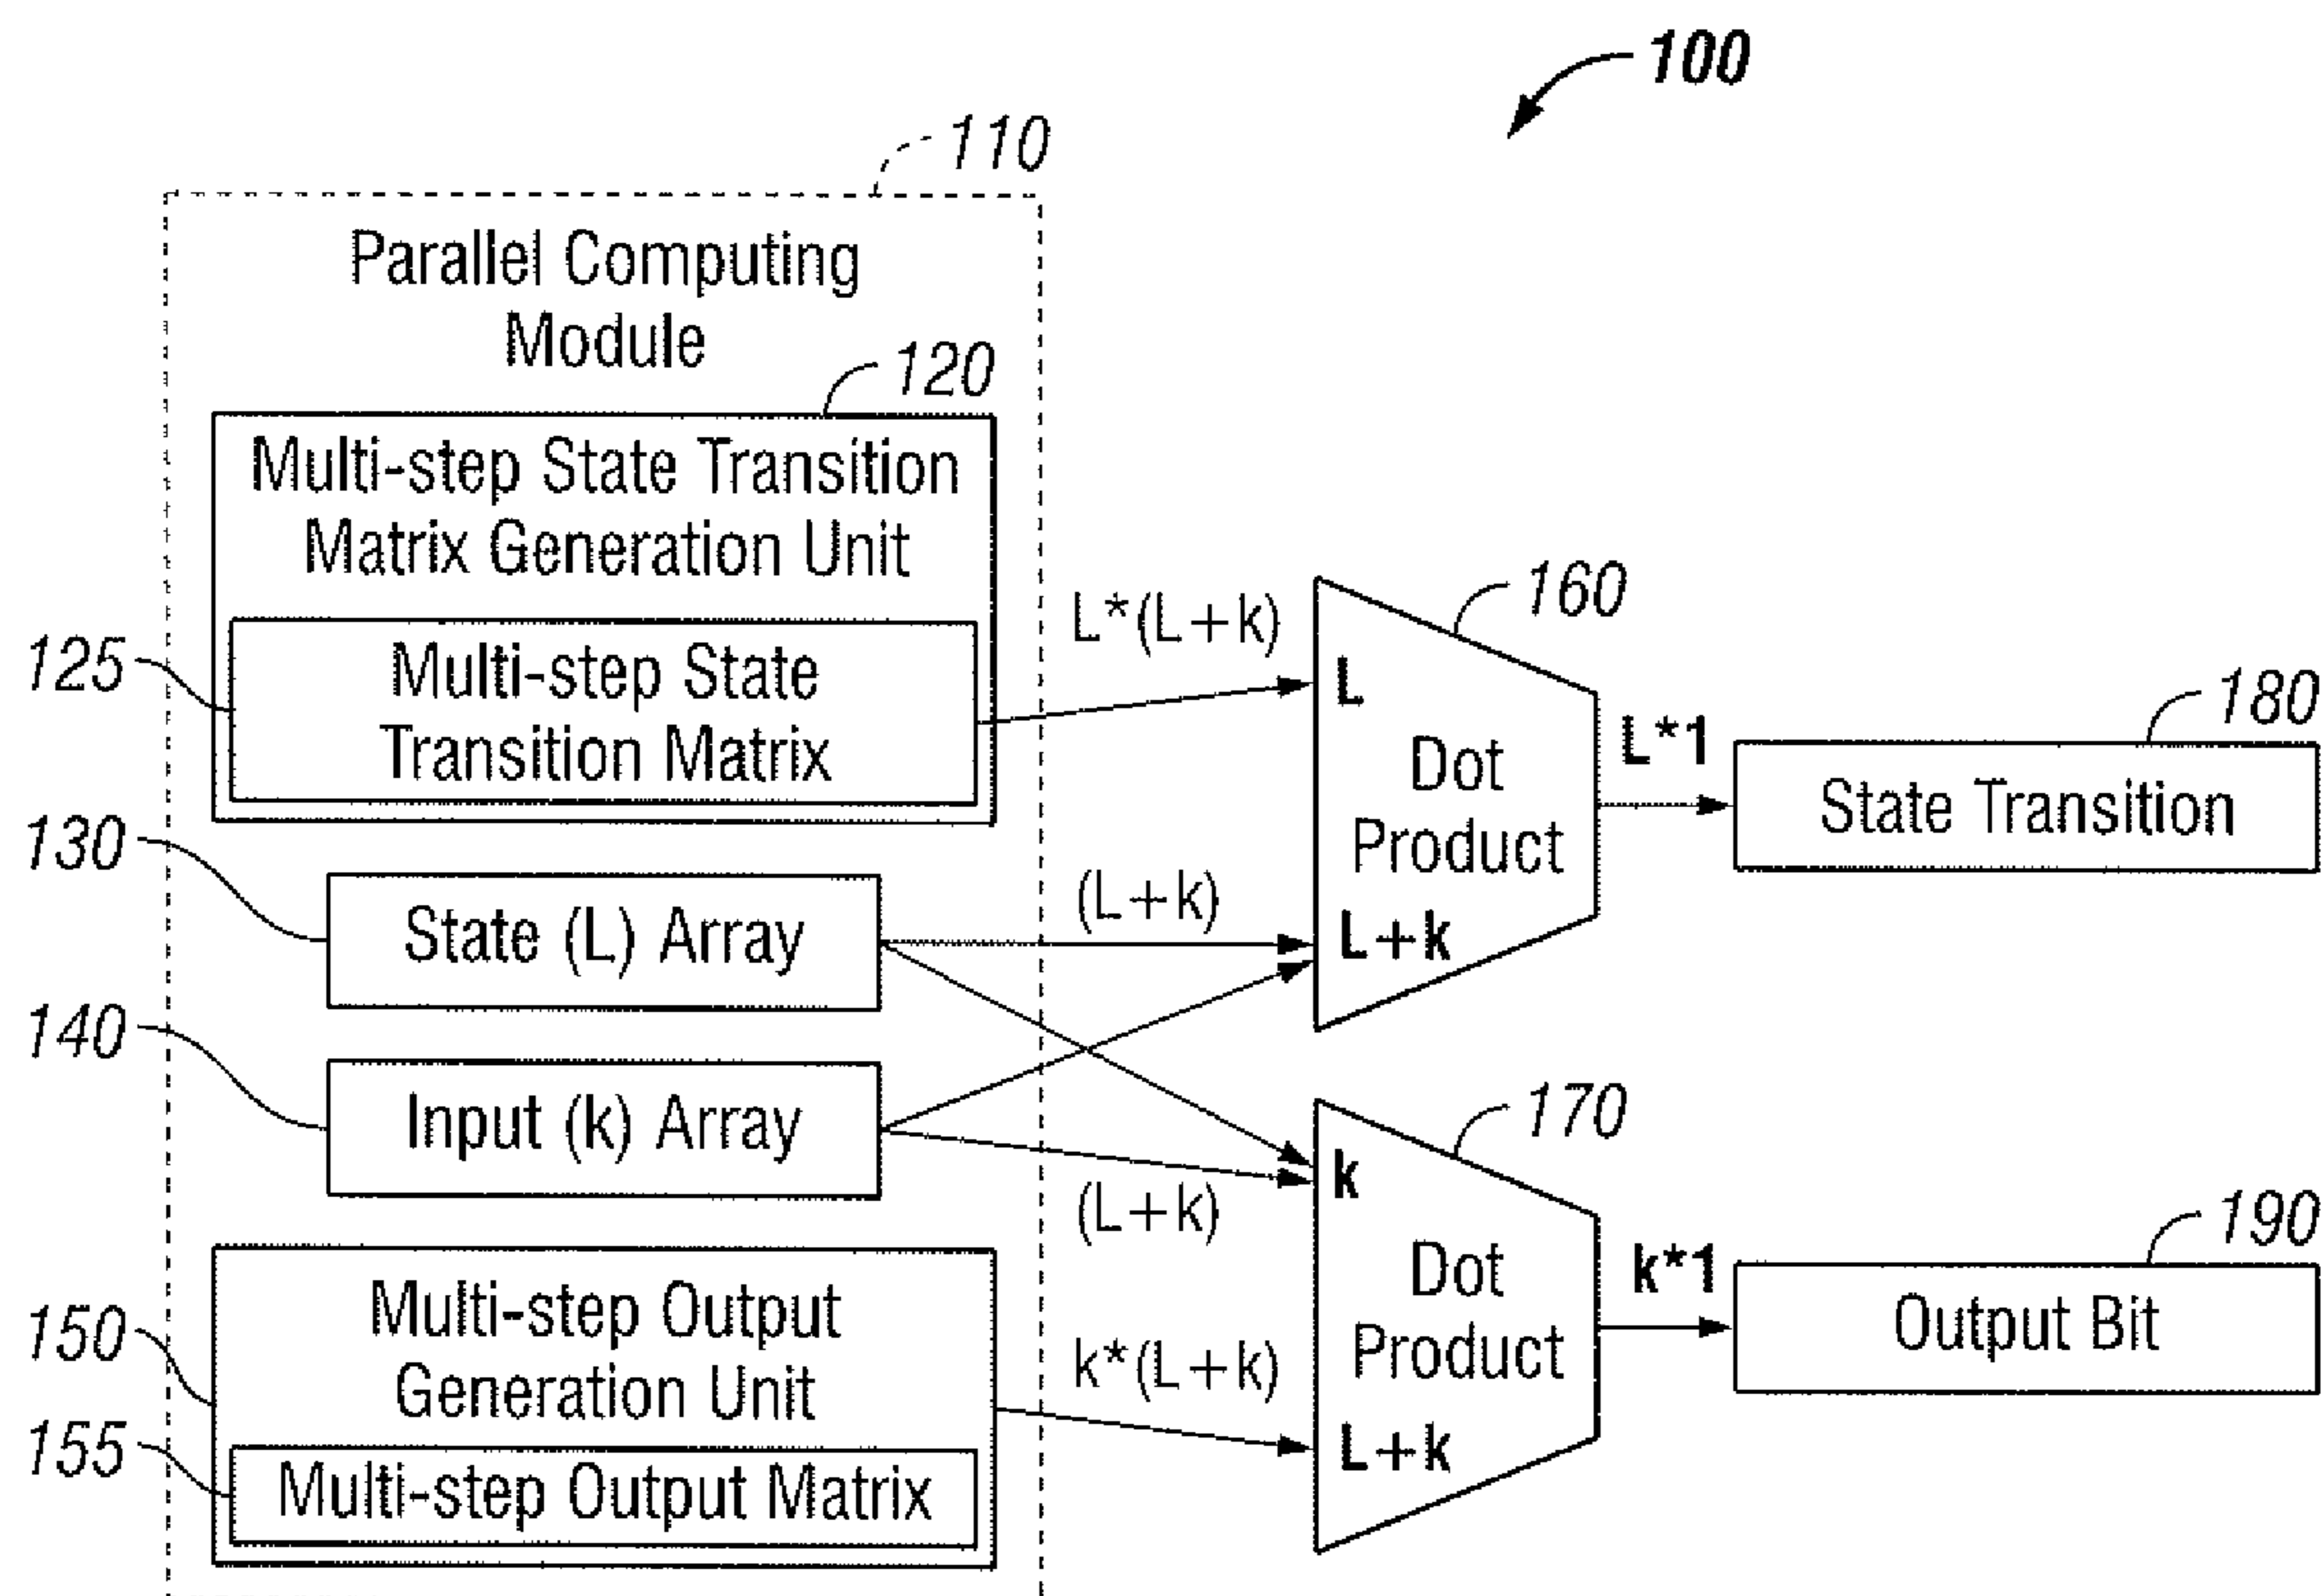 100
110
Parallel Computing
Module
120
Multi-step State Transition
Matrix Generation Unit
125
Multi-step State
Transition Matrix
L*(L+k)
160
L
Dot
Product
L+k
L*1
180
State Transition
130
State (L) Array
(L+k)
140
Input (k) Array
(L+k)
170
k
Dot
Product
L+k
k*1
190
Output Bit
150
Multi-step Output
Generation Unit
k*(L+k)
155
Multi-step Output Matrix